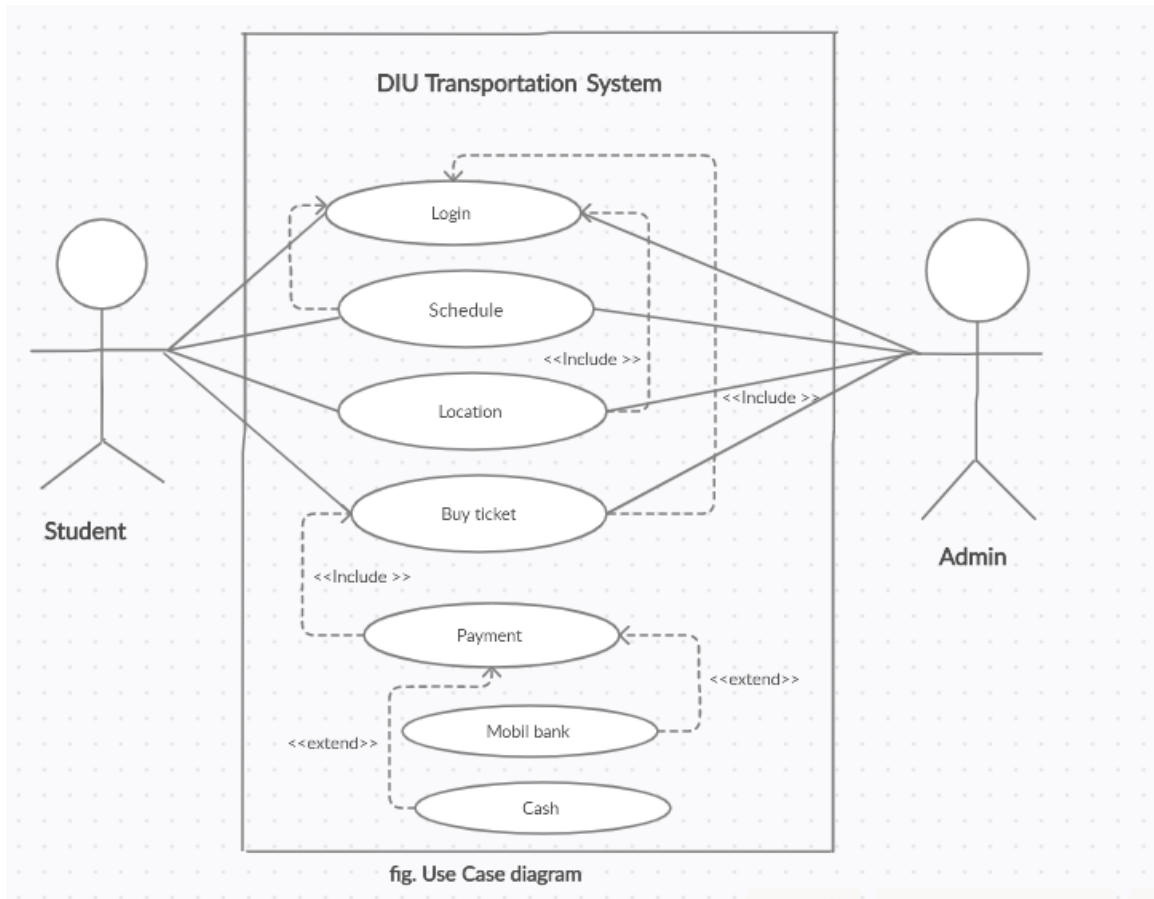 DIU Transportation System
Login
Schedule
<<Include >>
<<Include >>
Location
Buy ticket
Student
Admin
<<Include >>
Payment
<<extend>>
Mobil bank
<<extend>>
Cash
fig. Use Case diagram